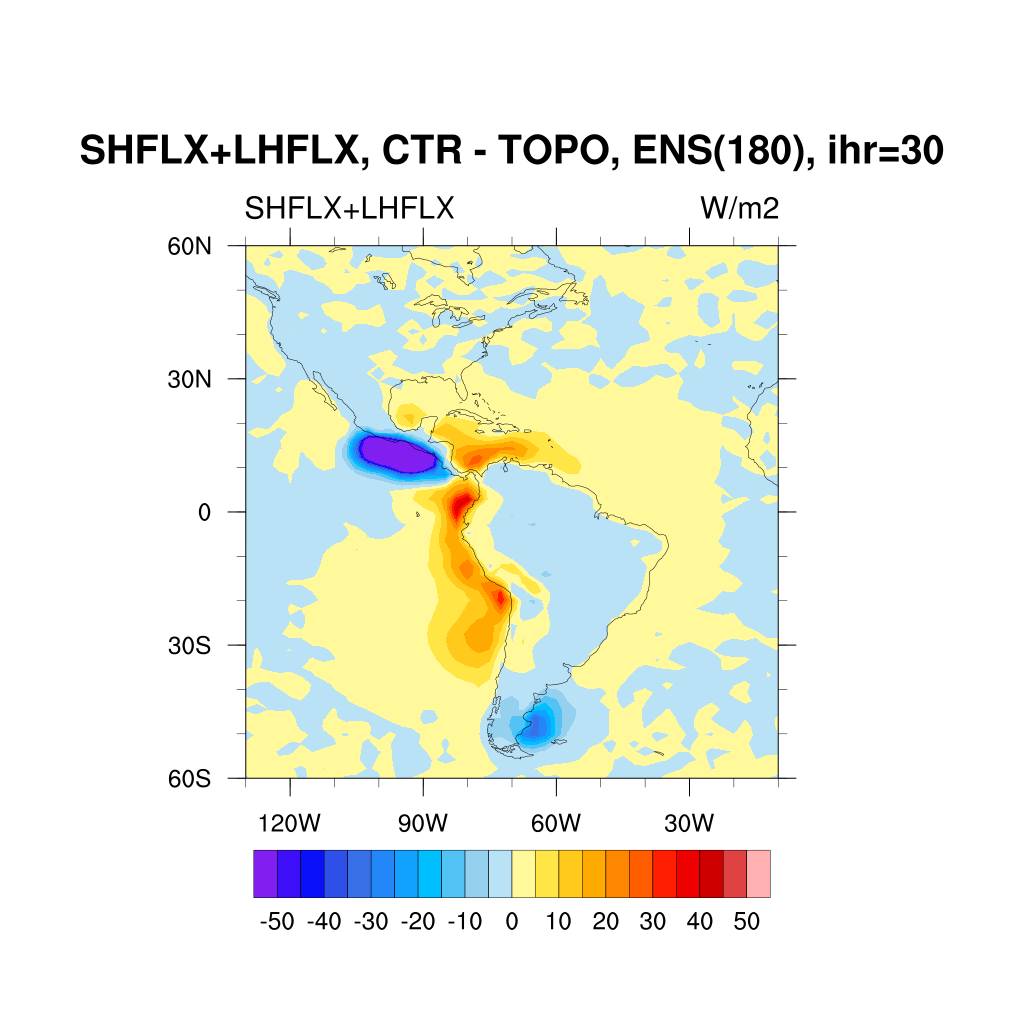 SHFLX+LHFLX, CTR - TOPO, ENS(180), ihr=30
SHFLX+LHFLX W/m2
60N
30N
0
30S
60S
120W 90W 60W 30W
-50 -40 -30 -20 -10 0 10 20 30 40 50